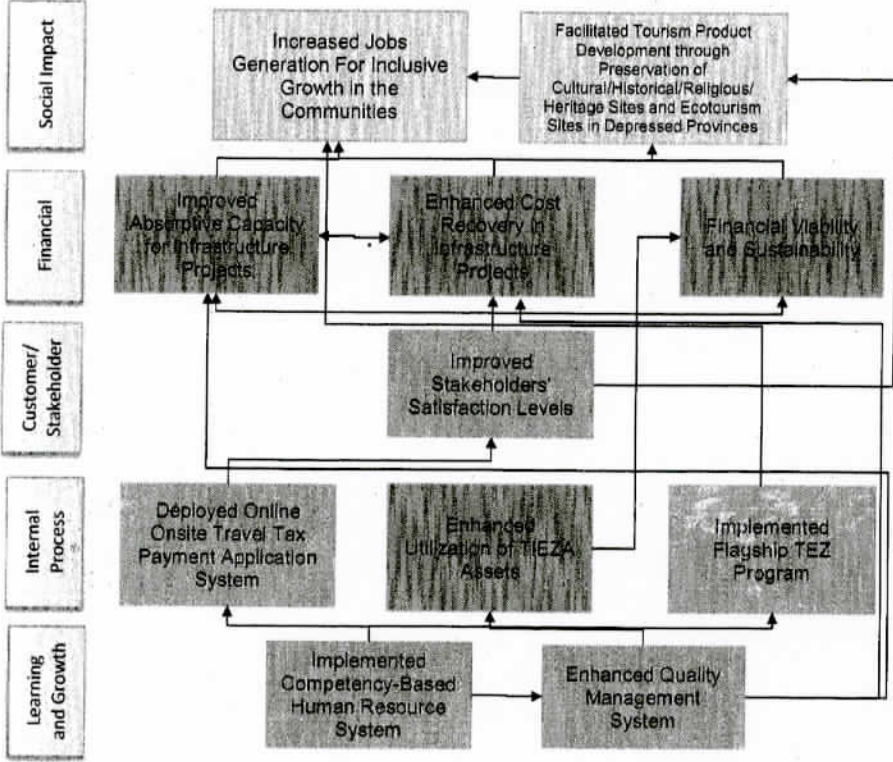 Social Impact
Increased Jobs
Generation For Inclusive
Growth in the
Communities
Facilitated Tourism Product
Development through
Preservation of
Cultural/Historical/Religious/
Heritage Sites and Ecotourism
Sites in Depressed Provinces
Financial
Improved
Absorptive Capacity
for Infrastructure
Projects
Enhanced Cost
Recovery in
Infrastructure
Projects
Financial Viability
and Sustainability
Customer/
Stakeholder
Improved
Stakeholders'
Satisfaction Levels
Internal
Process
Deployed Online
Onsite Travel Tax
Payment Application
System
Enhanced
Utilization of TIEZA
Assets
Implemented
Flagship TEZ
Program
Learning
and Growth
Implemented
Competency-Based
Human Resource
System
Enhanced Quality
Management
System